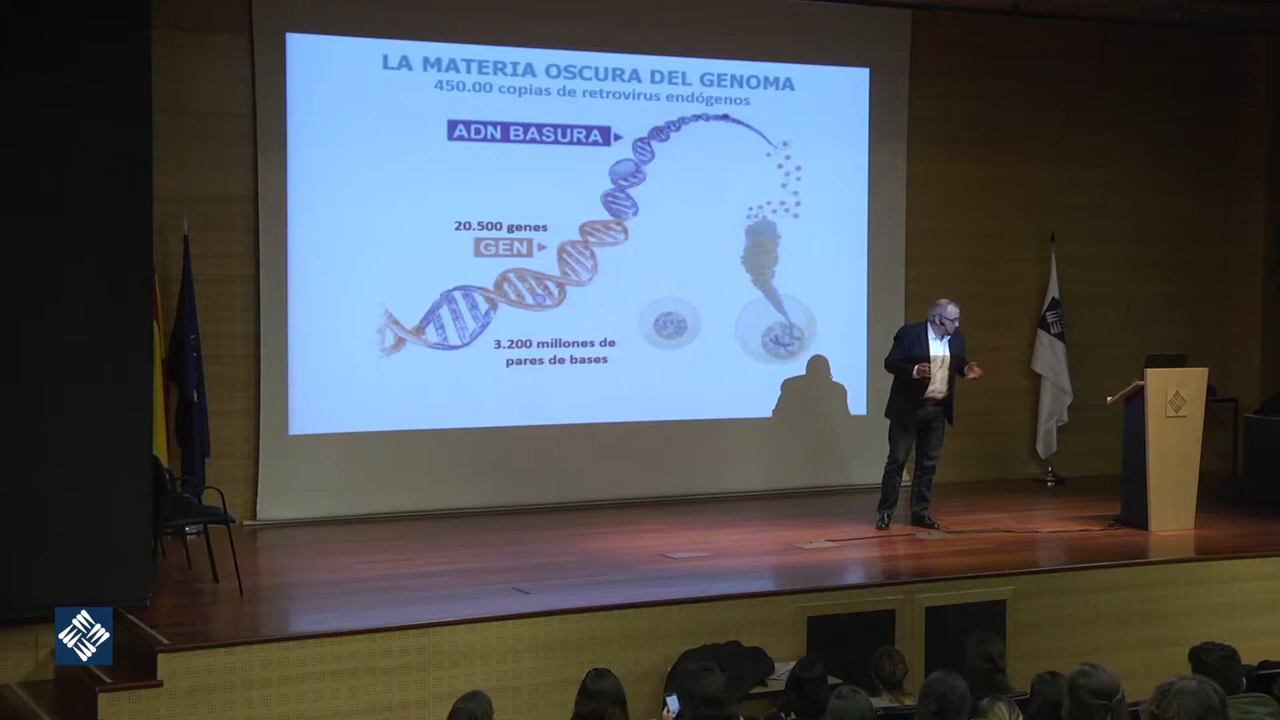 LA MATERIA OSCURA DEL GENOMA
450.00 copias de retrovirus endógenos
ADN BASURA
20.500 genes
GEN
3.200 millones de
pares de bases